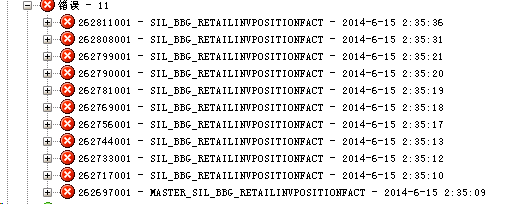 错误 - 11
262811001 - SIL_BBG_RETAILINVPOSITIONFACT - 2014-6-15 2:35:36
262808001 - SIL_BBG_RETAILINVPOSITIONFACT - 2014-6-15 2:35:31
262799001 - SIL_BBG_RETAILINVPOSITIONFACT - 2014-6-15 2:35:21
262790001 - SIL_BBG_RETAILINVPOSITIONFACT - 2014-6-15 2:35:20
262781001 - SIL_BBG_RETAILINVPOSITIONFACT - 2014-6-15 2:35:19
262769001 - SIL_BBG_RETAILINVPOSITIONFACT - 2014-6-15 2:35:18
262756001 - SIL_BBG_RETAILINVPOSITIONFACT - 2014-6-15 2:35:17
262744001 - SIL_BBG_RETAILINVPOSITIONFACT - 2014-6-15 2:35:13
262733001 - SIL_BBG_RETAILINVPOSITIONFACT - 2014-6-15 2:35:12
262717001 - SIL_BBG_RETAILINVPOSITIONFACT - 2014-6-15 2:35:10
262697001 - MASTER_SIL_BBG_RETAILINVPOSITIONFACT - 2014-6-15 2:35:09